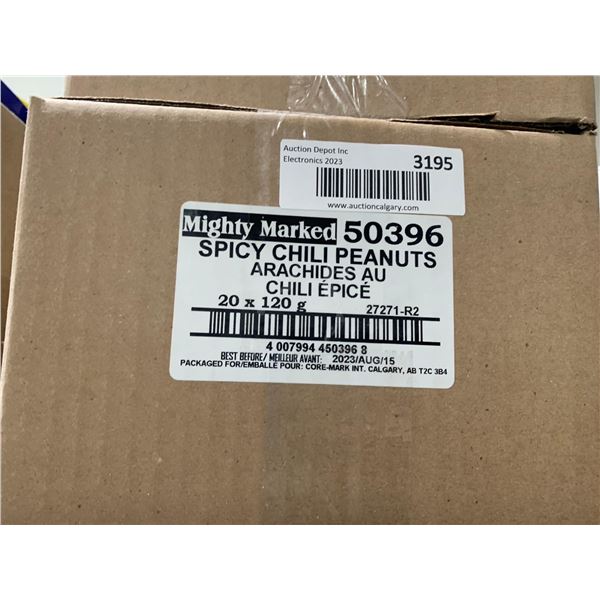 Auction Depot Inc
Electronics 2023
3195
www.auctioncalgary.com
Mighty Marked 50396
SPICY CHILI PEANUTS
ARACHIDES AU
CHILI ÉPICÉ
20 x 120 g 27271-R2
4 007994 450396 8
BEST BEFORE/ MEILLEUR AVANT: 2023/AUG/15
PACKAGED FOR/EMBALLÉ POUR: CORE-MARK INT. CALGARY, AB T2C 3B4